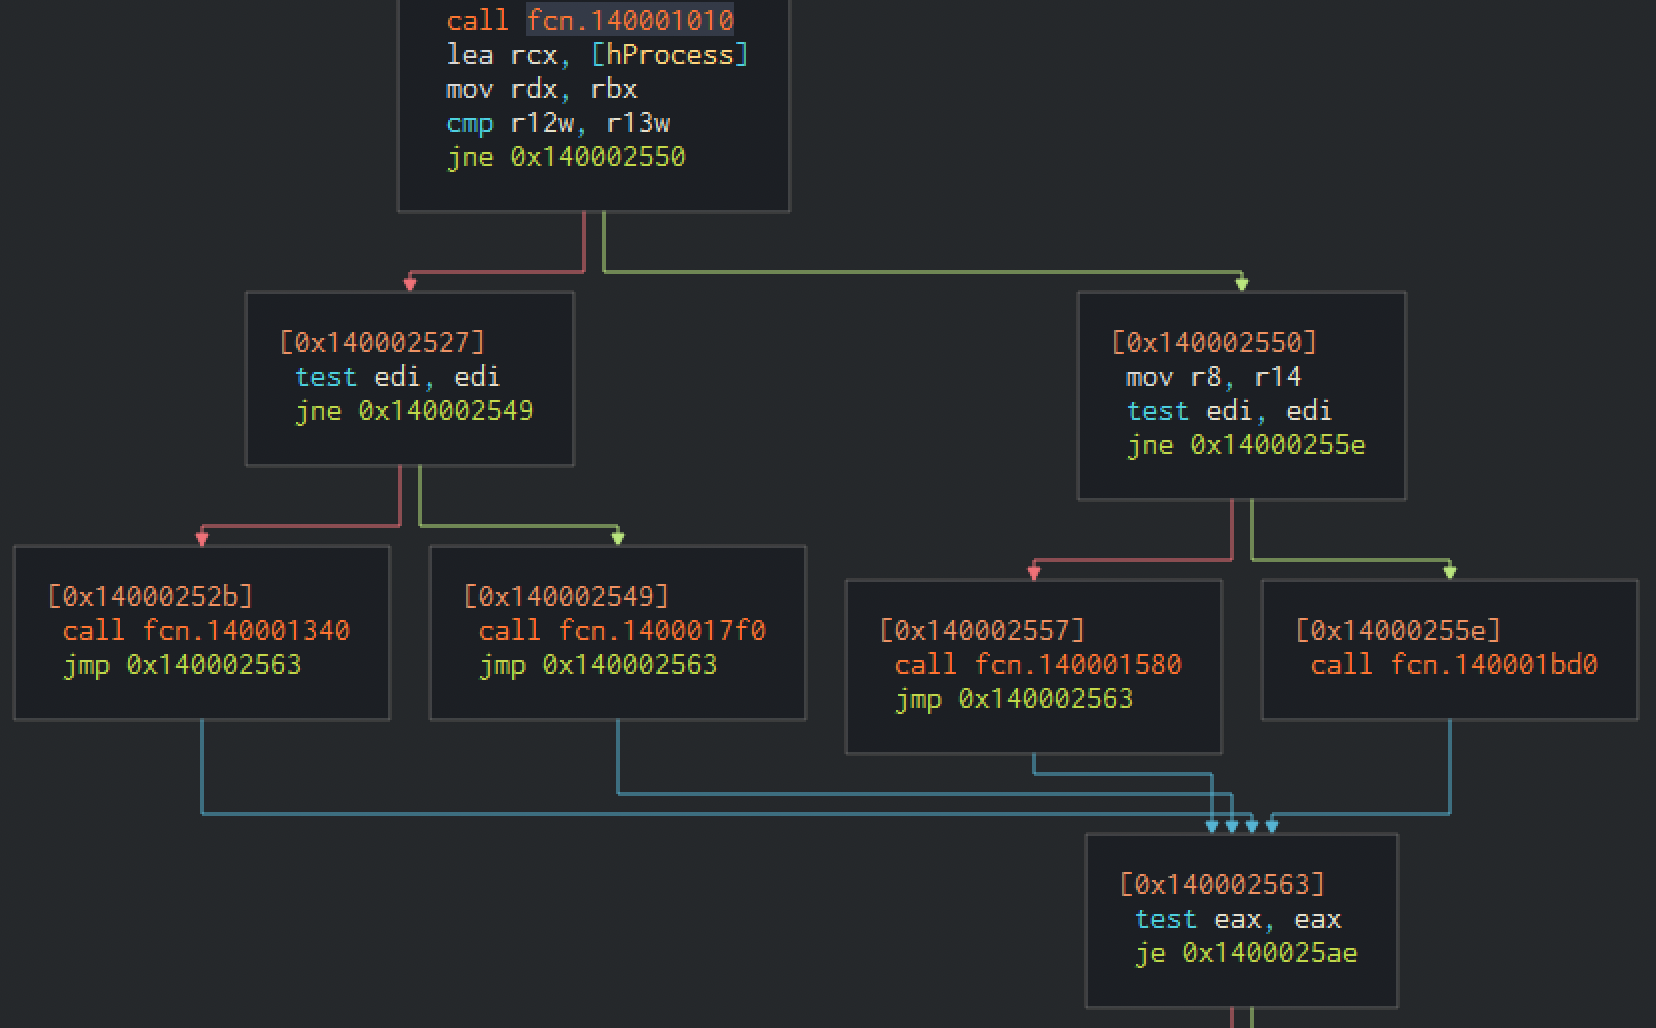 call fcn.140001010
lea rcx, [hProcess]
mov rdx, rbx
cmp r12w, r13w
jne 0x140002550
[0x140002527]
test edi, edi
jne 0x140002549
[0x140002550]
mov r8, r14
test edi, edi
jne 0x14000255e
[0x14000252b]
call fcn.140001340
jmp 0x140002563
[0x140002549]
call fcn.1400017f0
jmp 0x140002563
[0x140002557]
call fcn.140001580
jmp 0x140002563
[0x14000255e]
call fcn.140001bd0
[0x140002563]
test eax, eax
je 0x1400025ae